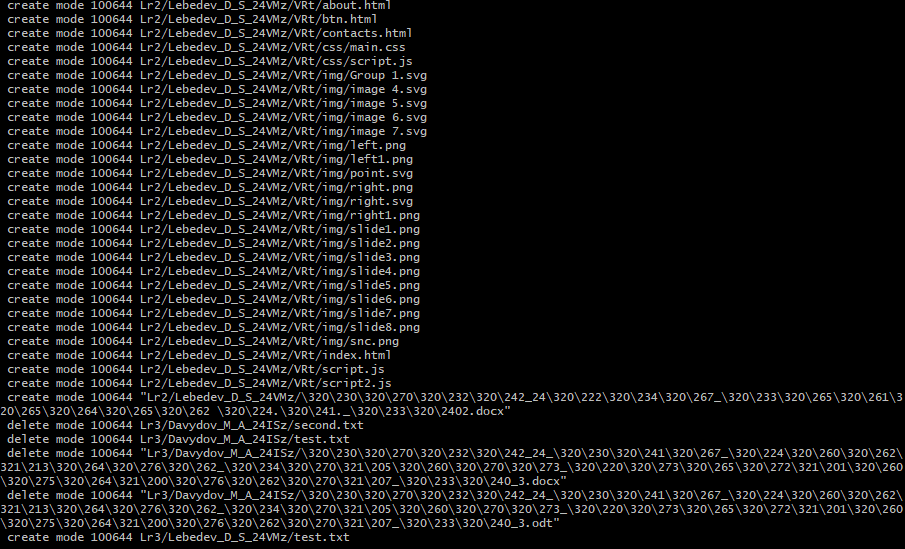 create mode 100644 Lr2/Lebedev_D_S_24VMz/VRt/about.html
create mode 100644 Lr2/Lebedev_D_S_24VMz/VRt/btn.html
create mode 100644 Lr2/Lebedev_D_S_24VMz/VRt/contacts.html
create mode 100644 Lr2/Lebedev_D_S_24VMz/VRt/css/main.css
create mode 100644 Lr2/Lebedev_D_S_24VMz/VRt/css/script.js
create mode 100644 Lr2/Lebedev_D_S_24VMz/VRt/img/Group 1.svg
create mode 100644 Lr2/Lebedev_D_S_24VMz/VRt/img/image 4.svg
create mode 100644 Lr2/Lebedev_D_S_24VMz/VRt/img/image 5.svg
create mode 100644 Lr2/Lebedev_D_S_24VMz/VRt/img/image 6.svg
create mode 100644 Lr2/Lebedev_D_S_24VMz/VRt/img/image 7.svg
create mode 100644 Lr2/Lebedev_D_S_24VMz/VRt/img/left.png
create mode 100644 Lr2/Lebedev_D_S_24VMz/VRt/img/left1.png
create mode 100644 Lr2/Lebedev_D_S_24VMz/VRt/img/point.svg
create mode 100644 Lr2/Lebedev_D_S_24VMz/VRt/img/right.png
create mode 100644 Lr2/Lebedev_D_S_24VMz/VRt/img/right.svg
create mode 100644 Lr2/Lebedev_D_S_24VMz/VRt/img/right1.png
create mode 100644 Lr2/Lebedev_D_S_24VMz/VRt/img/slide1.png
create mode 100644 Lr2/Lebedev_D_S_24VMz/VRt/img/slide2.png
create mode 100644 Lr2/Lebedev_D_S_24VMz/VRt/img/slide3.png
create mode 100644 Lr2/Lebedev_D_S_24VMz/VRt/img/slide4.png
create mode 100644 Lr2/Lebedev_D_S_24VMz/VRt/img/slide5.png
create mode 100644 Lr2/Lebedev_D_S_24VMz/VRt/img/slide6.png
create mode 100644 Lr2/Lebedev_D_S_24VMz/VRt/img/slide7.png
create mode 100644 Lr2/Lebedev_D_S_24VMz/VRt/img/slide8.png
create mode 100644 Lr2/Lebedev_D_S_24VMz/VRt/img/snc.png
create mode 100644 Lr2/Lebedev_D_S_24VMz/VRt/index.html
create mode 100644 Lr2/Lebedev_D_S_24VMz/VRt/script.js
create mode 100644 Lr2/Lebedev_D_S_24VMz/VRt/script2.js
create mode 100644 "Lr2/Lebedev_D_S_24VMz/\320\230\320\270\320\232\320\242_24\320\222\320\234\320\267_\320\233\320\265\320\261\3
20\265\320\264\320\265\320\262 \320\224.\320\241._\320\233\320\2402.docx"
delete mode 100644 Lr3/Davydov_M_A_24ISz/second.txt
delete mode 100644 Lr3/Davydov_M_A_24ISz/test.txt
delete mode 100644 "Lr3/Davydov_M_A_24ISz/\320\230\320\270\320\232\320\242_24_\320\230\320\241\320\267_\320\224\320\260\320\262\
321\213\320\264\320\276\320\262_\320\234\320\270\321\205\320\260\320\270\320\273_\320\220\320\273\320\265\320\272\321\201\320\260
\320\275\320\264\321\200\320\276\320\262\320\270\321\207_\320\233\320\240_3.docx"
delete mode 100644 "Lr3/Davydov_M_A_24ISz/\320\230\320\270\320\232\320\242_24_\320\230\320\241\320\267_\320\224\320\260\320\262\
321\213\320\264\320\276\320\262_\320\234\320\270\321\205\320\260\320\270\320\273_\320\220\320\273\320\265\320\272\321\201\320\260
\320\275\320\264\321\200\320\276\320\262\320\270\321\207_\320\233\320\240_3.odt"
create mode 100644 Lr3/Davydov_M_A_24ISz/test.txt